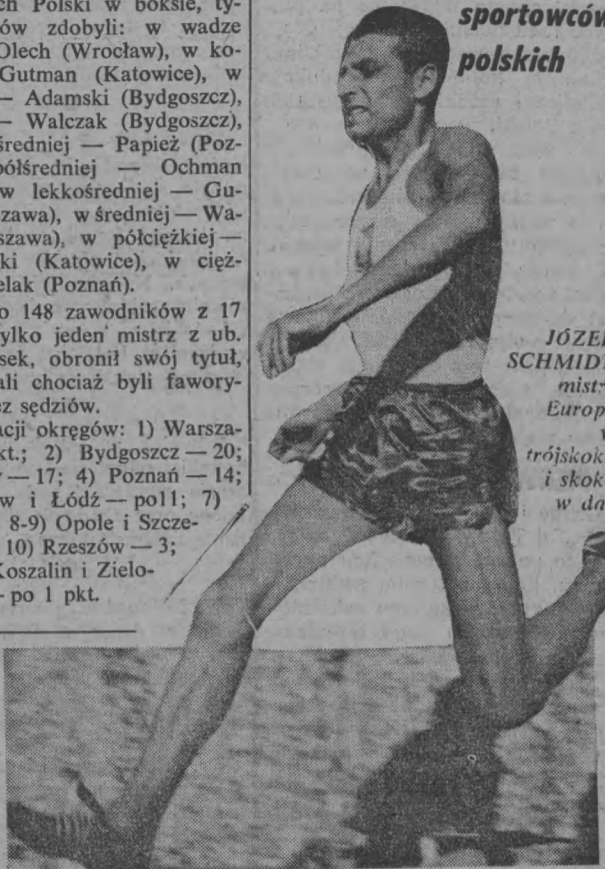 ch Polski w boksie, ty-
ów zdobyli: w wadze
Olech (Wrocław), w ko-
Gutman (Katowice), w
— Adamski (Bydgoszcz),
— Walczak (Bydgoszcz),
średniej — Papież (Poz-
półśredniej — Ochman
w lekkośredniej — Gu-
zawa), w średniej — Wa-
szawa), w półciężkiej —
ki (Katowice), w cięż-
elak (Poznań).
o 148 zawodników z 17
ylko jeden mistrz z ub.
sek, obronił swój tytuł,
ali chociaż byli fawory-
ez sędziów.
acji okręgów: 1) Warsza-
kt.; 2) Bydgoszcz — 20;
— 17; 4) Poznań — 14;
w i Łódź — po11; 7)
8-9) Opole i Szcze-
10) Rzeszów — 3;
Koszalin i Zielo-
- po 1 pkt.
sportowców
polskich
JÓZEF
SCHMIDT
mist
Europ
w
trójskok
i skok
w da